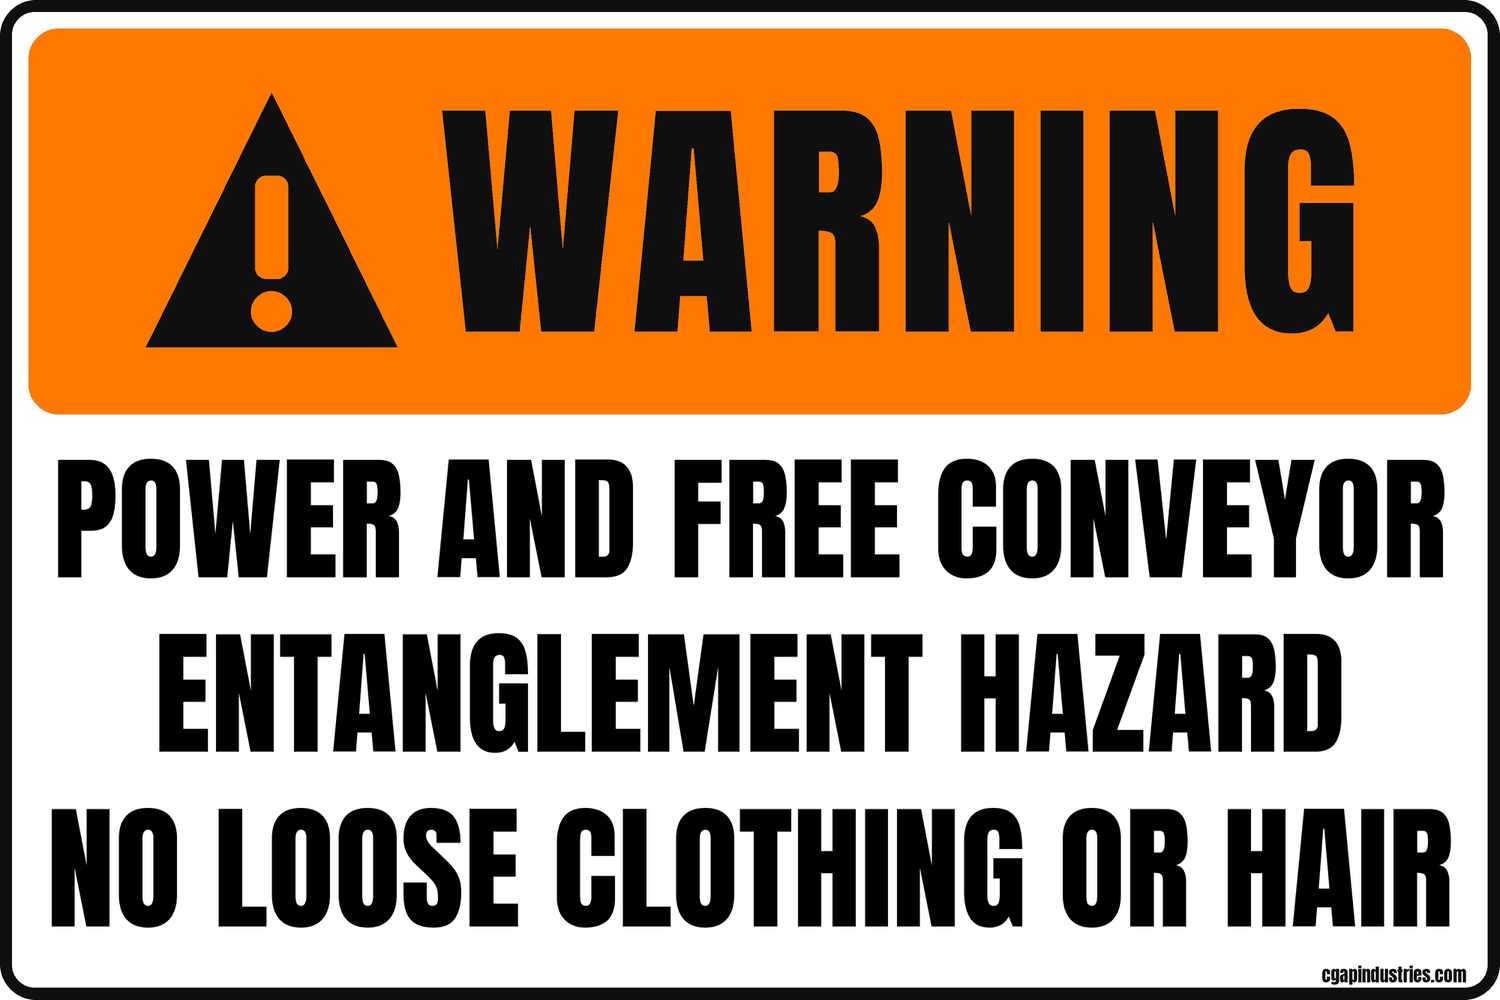 WARNING
POWER AND FREE CONVEYOR
ENTANGLEMENT HAZARD
NO LOOSE CLOTHING OR HAIR
cgapindustries.com